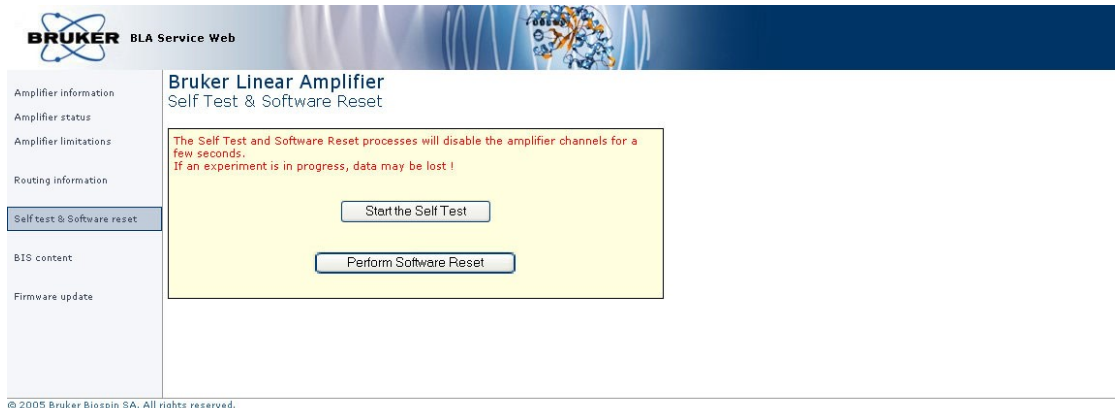 BRUKER BLA Service Web
Bruker Linear Amplifier
Self Test & Software Reset
Amplifier information
Amplifier status
Amplifier limitations
Routing information
Self test & Software reset
BIS content
Firmware update
The Self Test and Software Reset processes will disable the amplifier channels for a
few seconds.
If an experiment is in progress, data may be lost !
Start the Self Test
Perform Software Reset
© 2005 Bruker Biospin SA. All rights reserved.